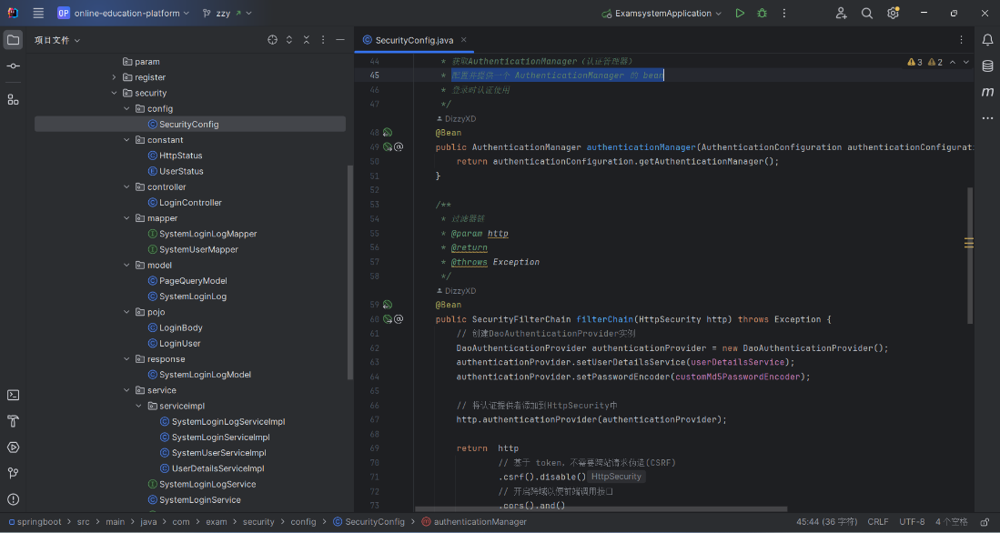 OP online-education-platform zzy ExamsystemApplication
项目文件
SecurityConfig.java
param
register
security
config
SecurityConfig
constant
HttpStatus
UserStatus
controller
LoginController
mapper
SystemLoginLogMapper
SystemUserMapper
model
PageQueryModel
SystemLoginLog
pojo
LoginBody
LoginUser
response
SystemLoginLogModel
service
serviceimpl
SystemLoginLogServiceImpl
SystemLoginServiceImpl
SystemUserServiceImpl
UserDetailsServiceImpl
SystemLoginLogService
SystemLoginService
3 2
44 * 获取AuthenticationManager（认证管理器）
45 * 配置并提供一个 AuthenticationManager 的 bean
46 * 登录时认证使用
47 */
DizzyXD
48 @Bean
49 public AuthenticationManager authenticationManager(AuthenticationConfiguration authenticationConfigurati
50 return authenticationConfiguration.getAuthenticationManager();
51 }
52
53 /**
54 * 过滤器链
55 * @param http
56 * @return
57 * @throws Exception
58 */
DizzyXD
59 @Bean
60 public SecurityFilterChain filterChain(HttpSecurity http) throws Exception {
61 // 创建DaoAuthenticationProvider实例
62 DaoAuthenticationProvider authenticationProvider = new DaoAuthenticationProvider();
63 authenticationProvider.setUserDetailsService(userDetailsService);
64 authenticationProvider.setPasswordEncoder(customMd5PasswordEncoder);
65
66 // 将认证提供者添加到HttpSecurity中
67 http.authenticationProvider(authenticationProvider);
68
69 return http
70 // 基于 token，不需要跨站请求伪造(CSRF)
71 .csrf().disable() HttpSecurity
72 // 开启跨域以便前端调用接口
73 .cors().and()
springboot > src > main > java > com > exam > security > config > SecurityConfig > authenticationManager
45:44 (36 字符) CRLF UTF-8 4 个空格